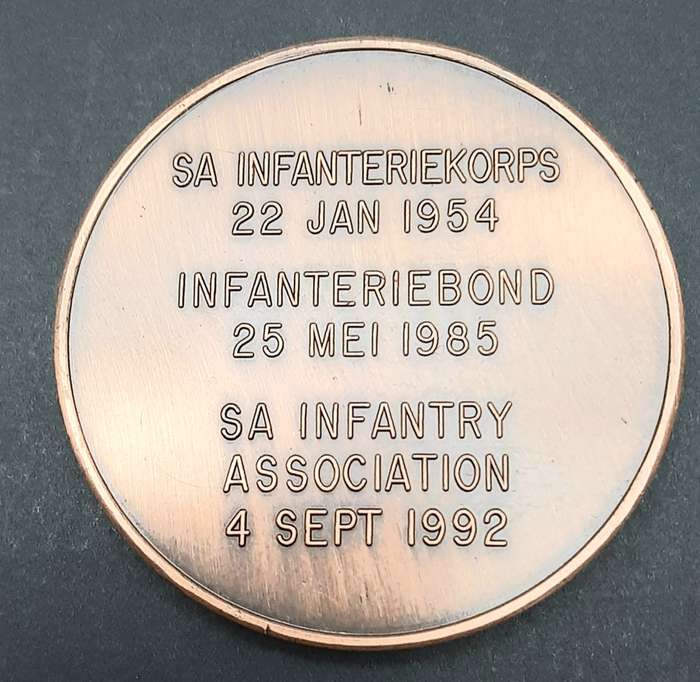 SA INFANTERIEKORPS
22 JAN 1954
INFANTERIEBOND
25 MEI 1985
SA INFANTRY
ASSOCIATION
4 SEPT 1992